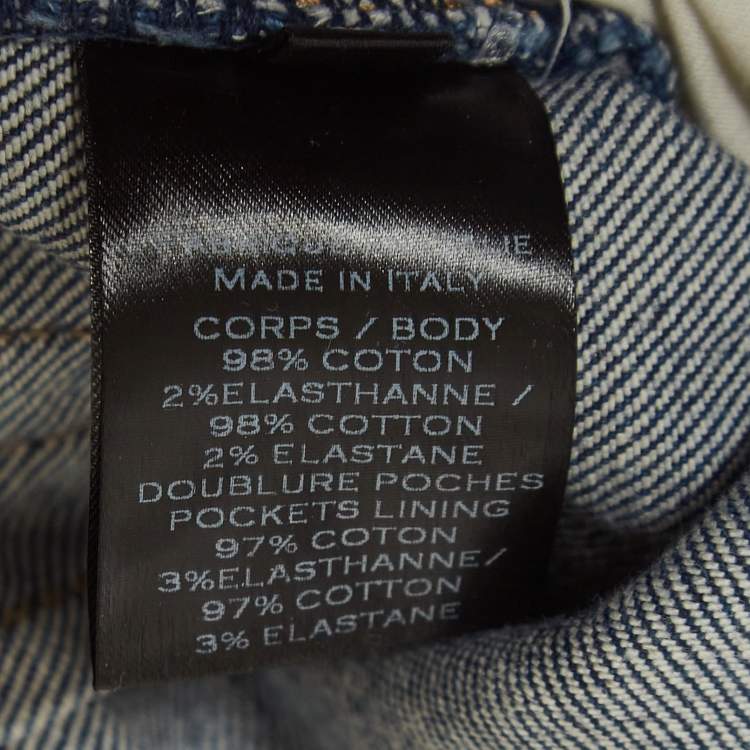 MADE IN ITALY
CORPS / BODY
98% COTON
2%ELASTHANNE /
98% COTTON
2% ELASTANE
DOUBLURE POCHES
POCKETS LINING
97% COTON
3%ELASTHANNE/
97% COTTON
3% ELASTANE